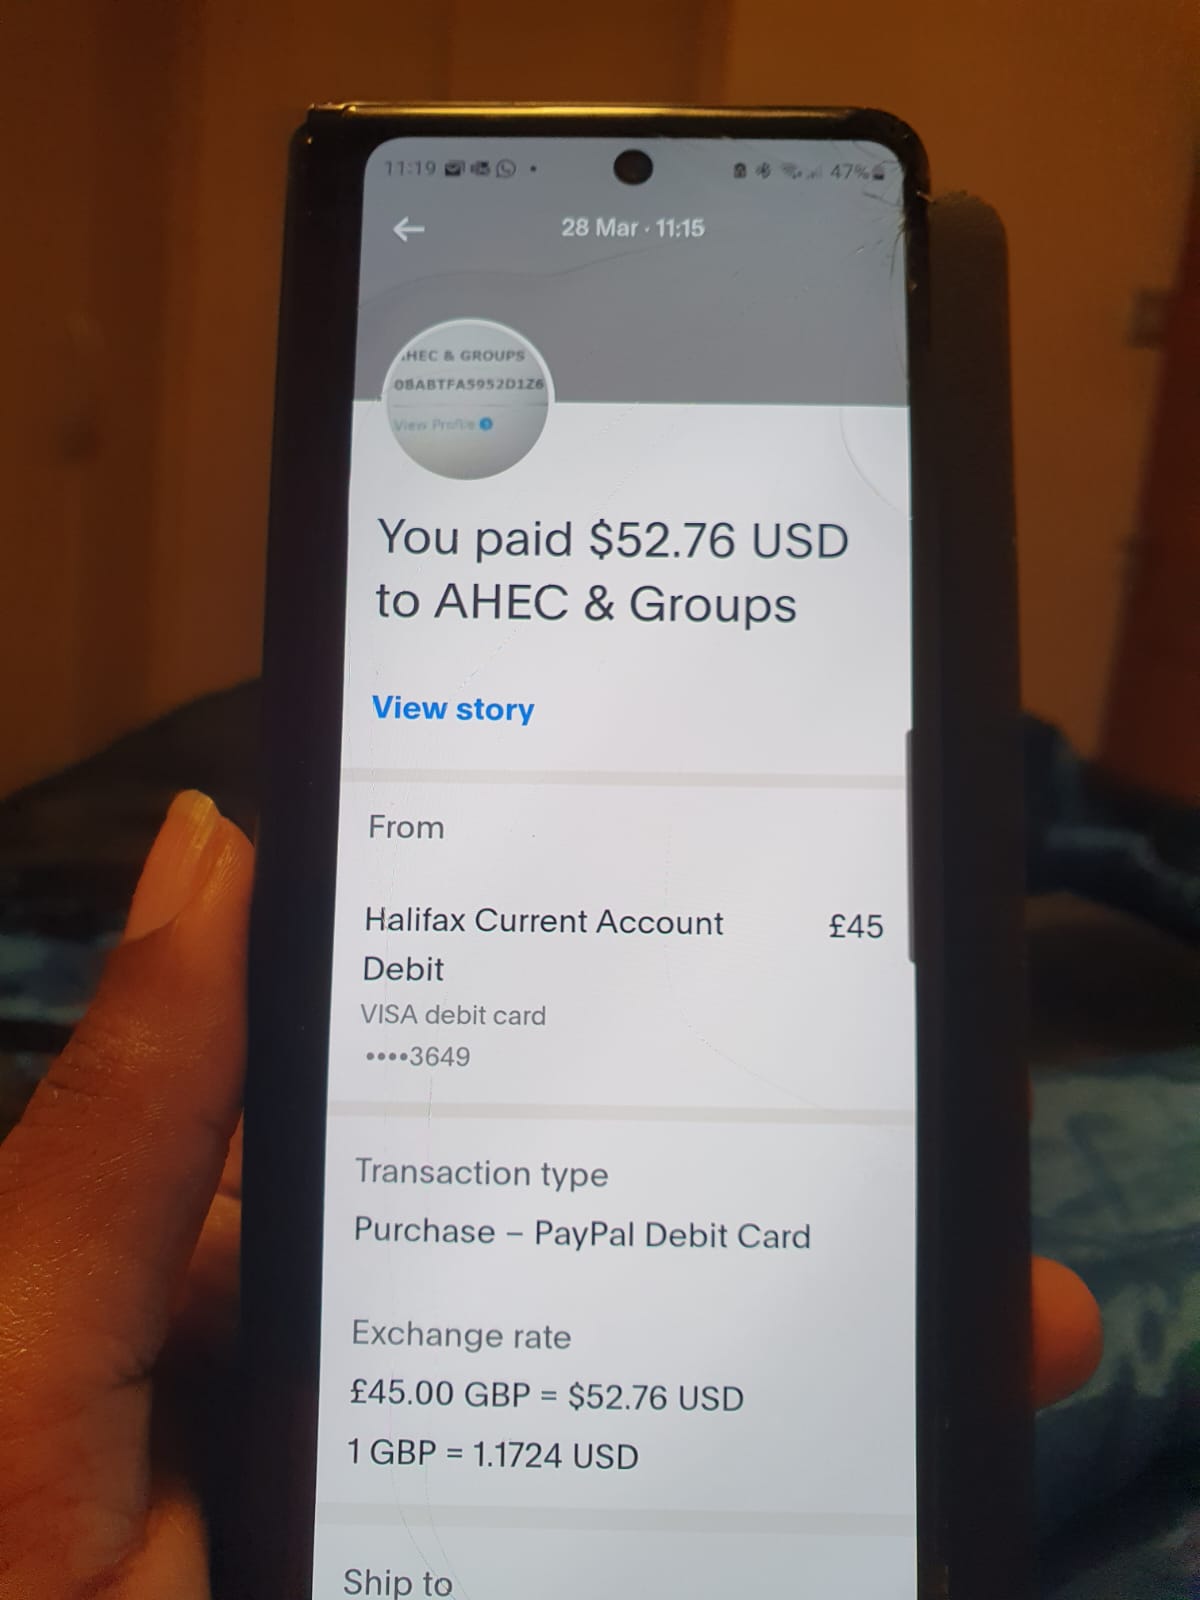 11:19
47%
28 Mar · 11:15
HEC & GROUPS
08ABTFA5952D1Z6
View Profile
You paid $52.76 USD
to AHEC & Groups
View story
From
Halifax Current Account £45
Debit
VISA debit card
••••3649
Transaction type
Purchase – PayPal Debit Card
Exchange rate
£45.00 GBP = $52.76 USD
1 GBP = 1.1724 USD
Ship to